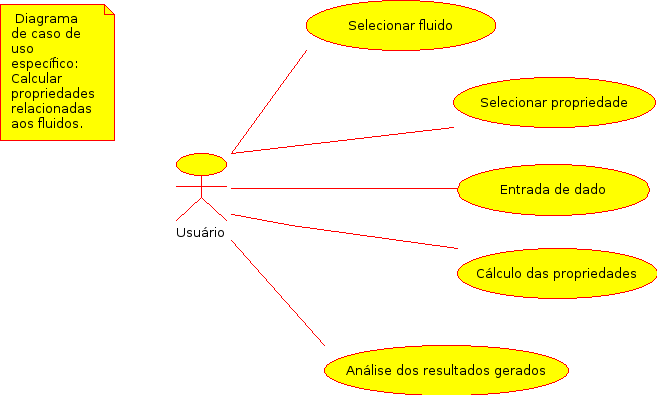 Diagrama
de caso de
uso
específico:
Calcular
propriedades
relacionadas
aos fluidos.
Selecionar fluido
Selecionar propriedade
Entrada de dado
Usuário
Cálculo das propriedades
Análise dos resultados gerados